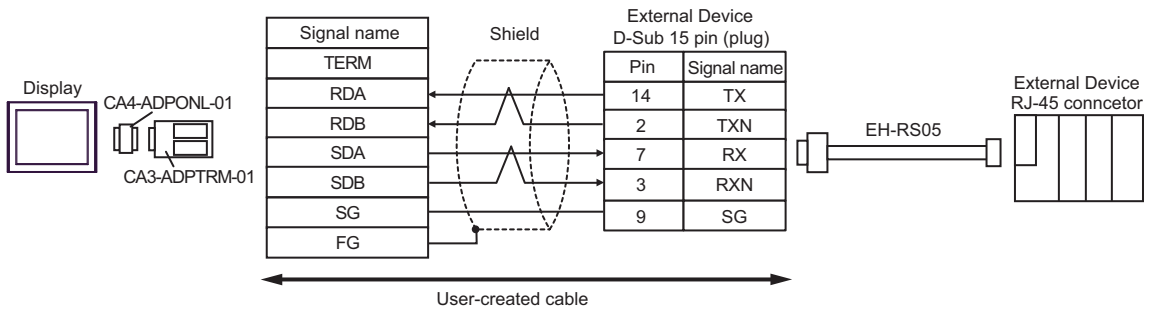 Display
CA4-ADPONL-01
CA3-ADPTRM-01
Signal name
TERM
RDA
RDB
SDA
SDB
SG
FG
Shield
External Device
D-Sub 15 pin (plug)
Pin Signal name
14 TX
2 TXN
7 RX
3 RXN
9 SG
EH-RS05
External Device
RJ-45 conncetor
User-created cable